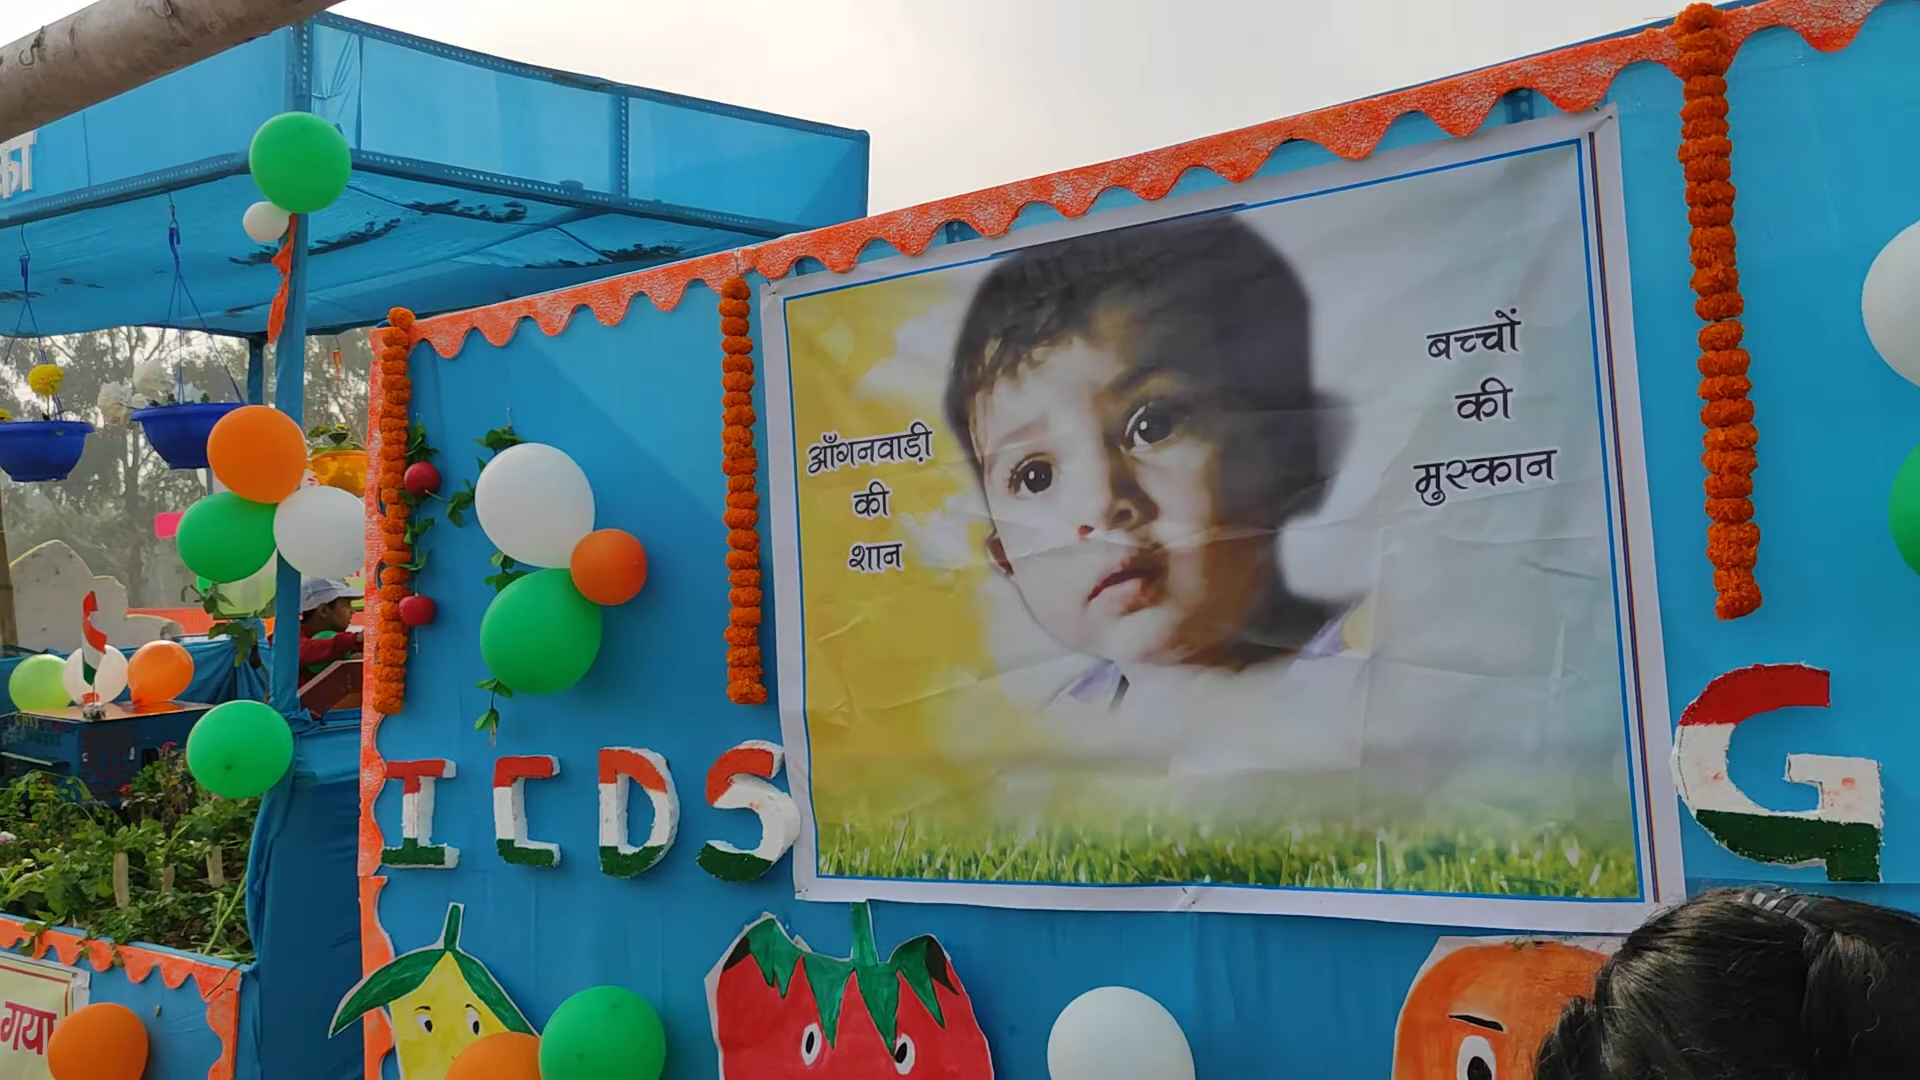 का
आँगनवाड़ी
की
शान
बच्चों
की
मुस्कान
ICDS
G
गया